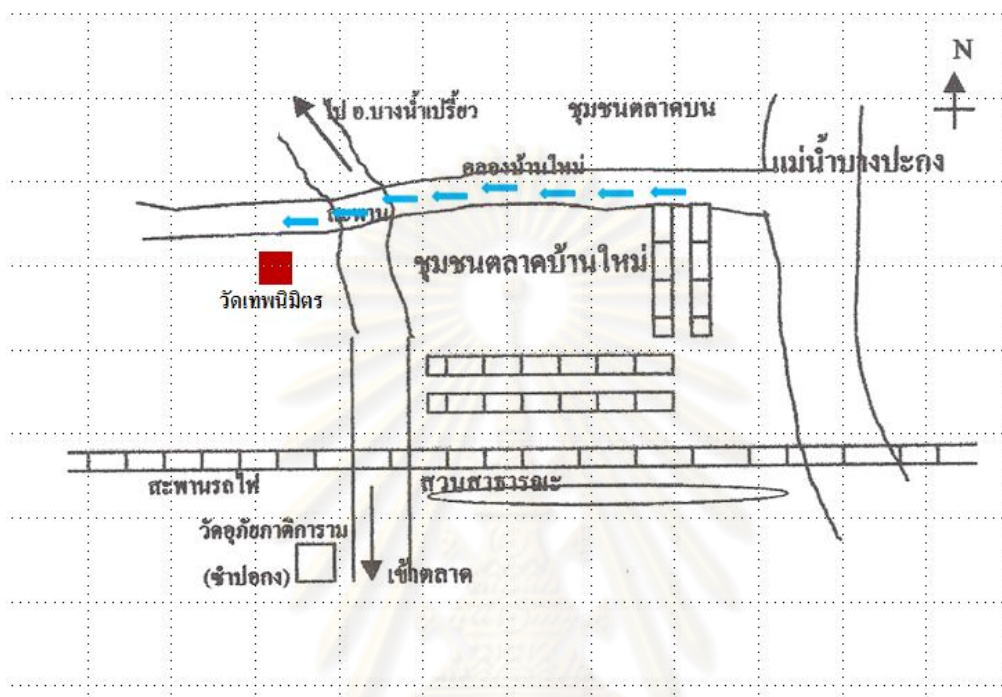 N
ไป อ.บางน้ำเปรี้ยว
ชุมชนตลาดบน
คลองบ้านใหม่
แม่น้ำบางปะกง
สะพาน
ชุมชนตลาดบ้านใหม่
วัดเทพนิมิตร
สะพานรถไฟ
สวนสาธารณะ
วัดอุภัยภาติการาม
(ซำปอกง)
เข้าตลาด